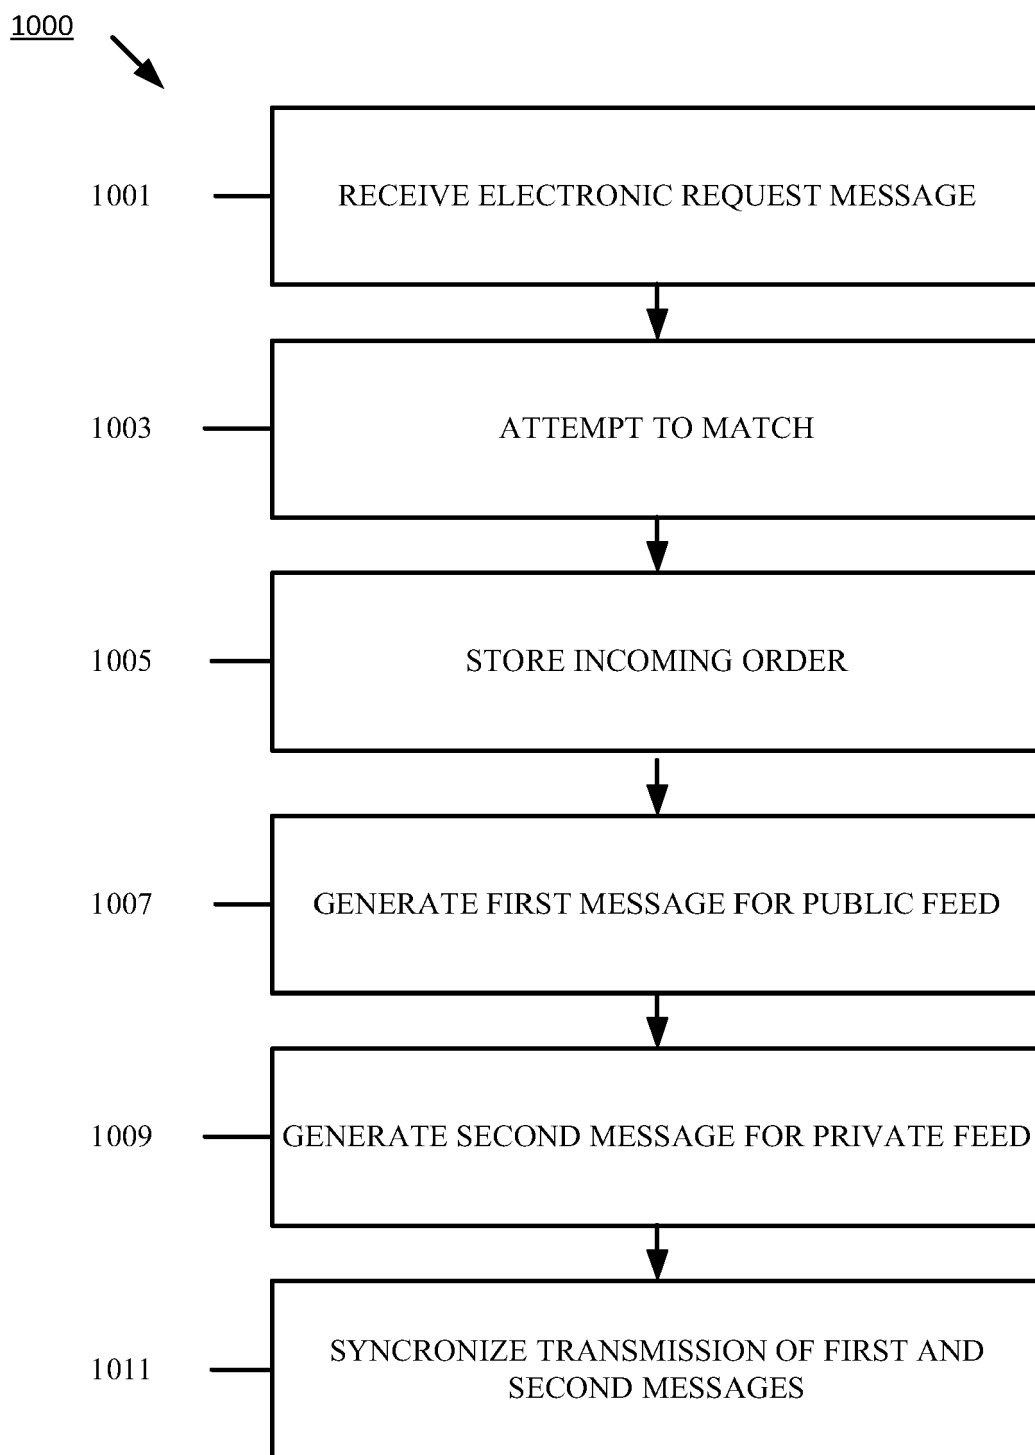 1000
1001
RECEIVE ELECTRONIC REQUEST MESSAGE
1003
ATTEMPT TO MATCH
1005
STORE INCOMING ORDER
1007
GENERATE FIRST MESSAGE FOR PUBLIC FEED
1009
GENERATE SECOND MESSAGE FOR PRIVATE FEED
1011
SYNCRONIZE TRANSMISSION OF FIRST AND
SECOND MESSAGES